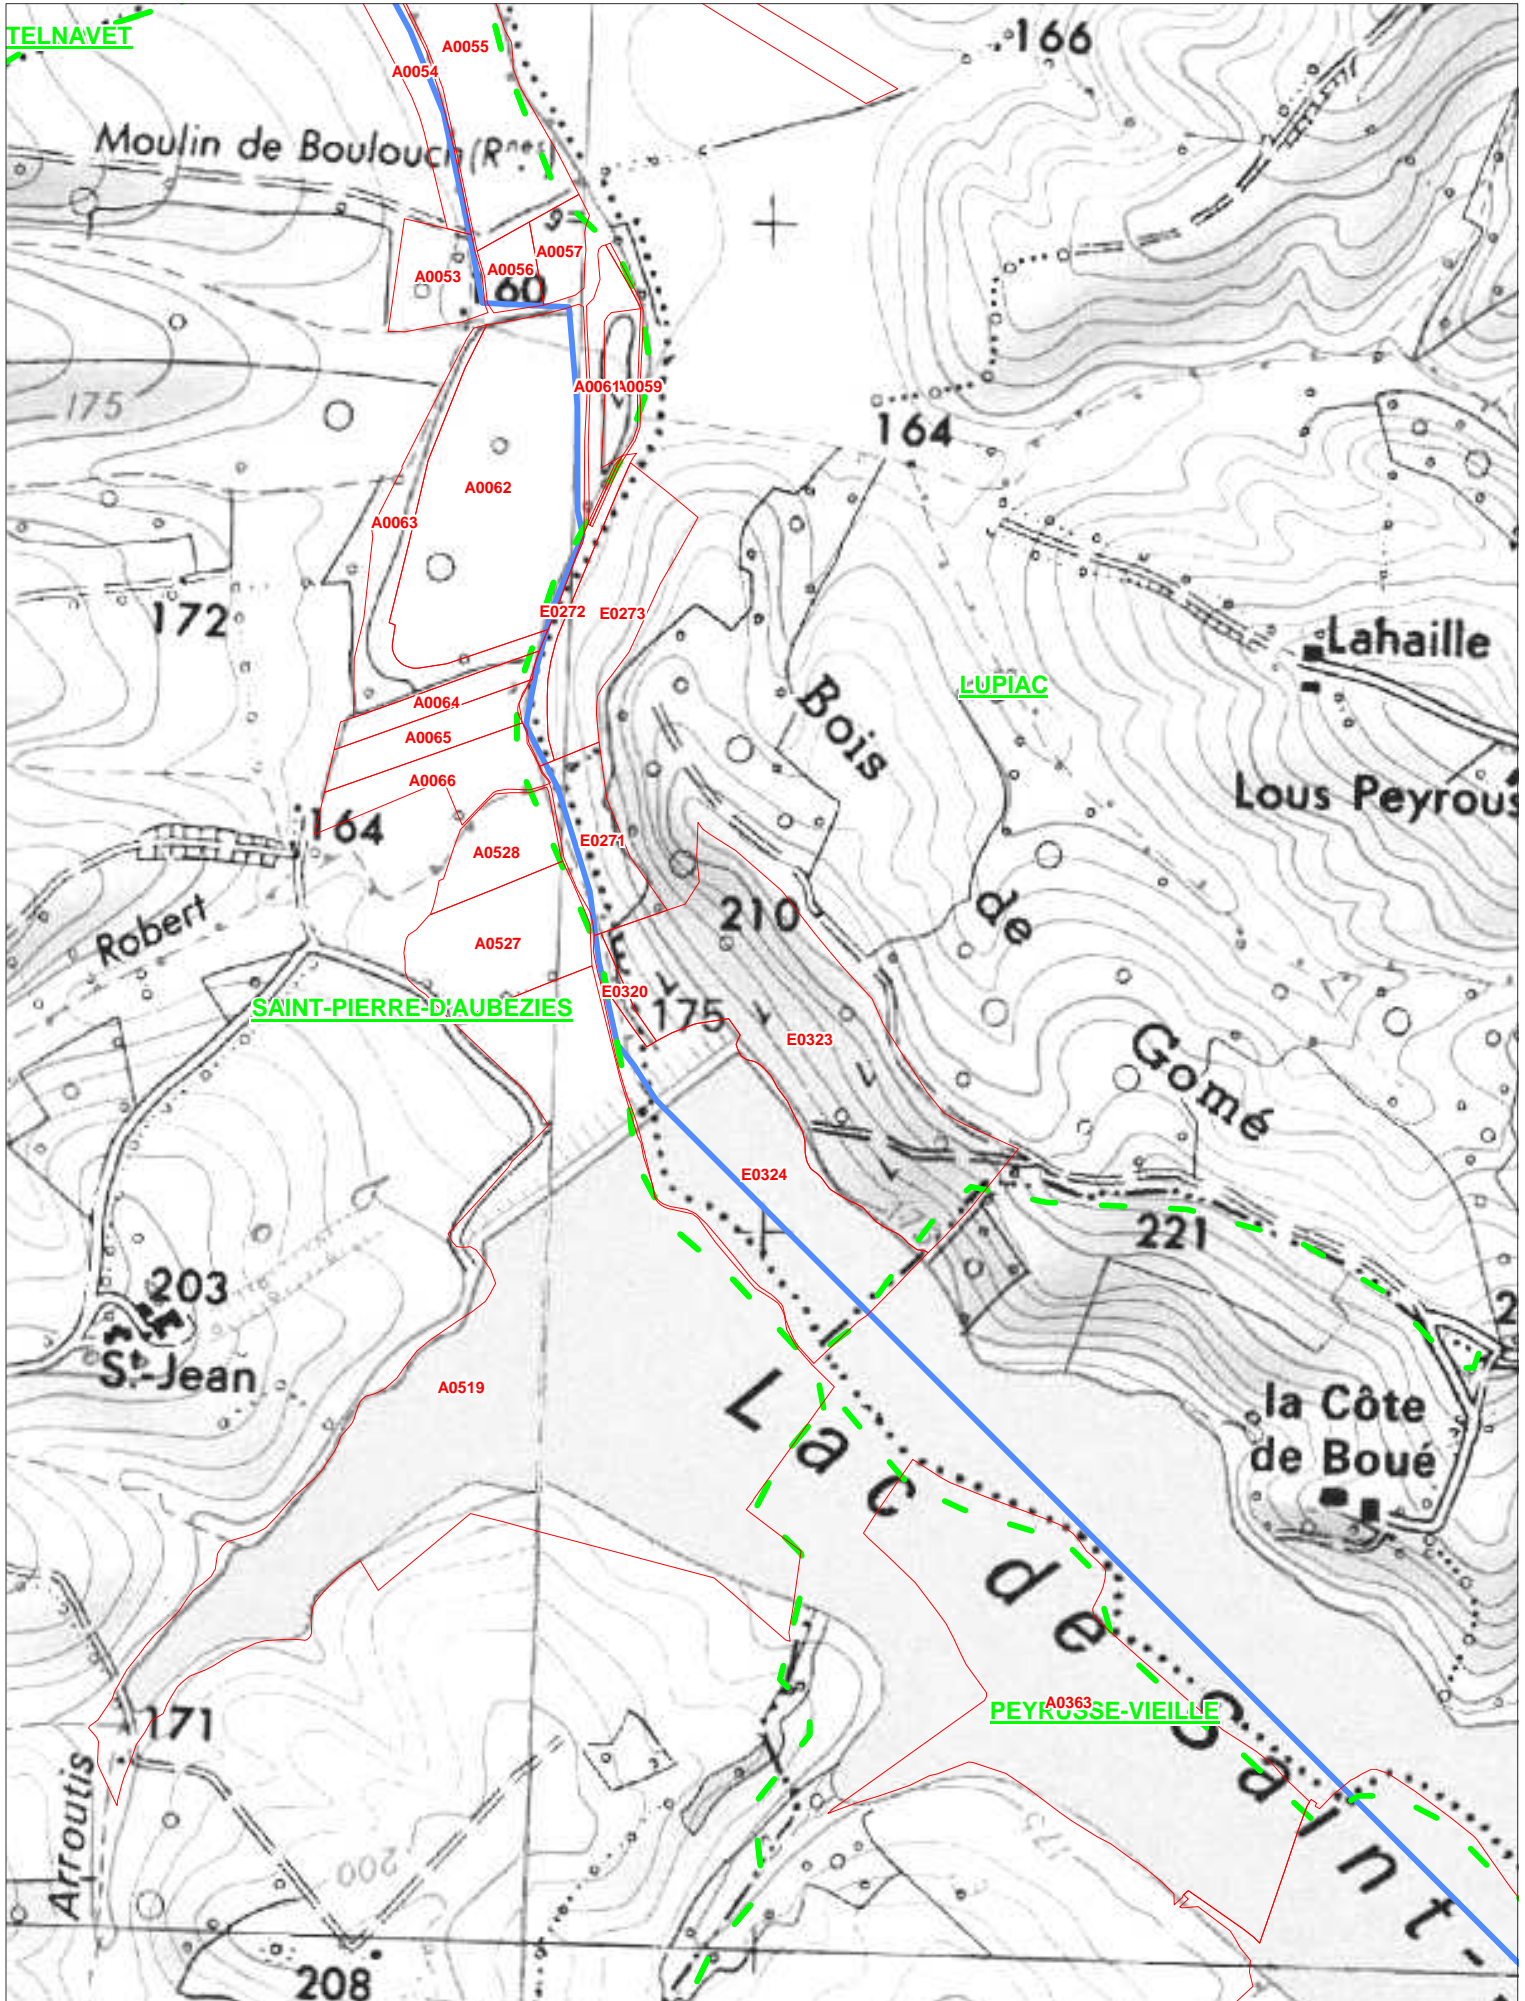 TELNAVET
A0055
166
A0054
Moulin de Boulouch (Rnes)
A0057
A0056
A0053
60
A0061
A0059
175
164
A0062
A0063
172
E0272
E0273
Lahaille
Bois
LUPIAC
A0064
A0065
A0066
Lous Peyrous
164
E0271
A0528
210
de
Robert
A0527
E0320
SAINT-PIERRE-D'AUBEZIES
175
E0323
Gomé
E0324
221
203
St-Jean
A0519
Lac
la Côte
de Boué
de
A0363
PEYRUSSE-VIEILLE
171
Saint-
Arroutis
175
200
208